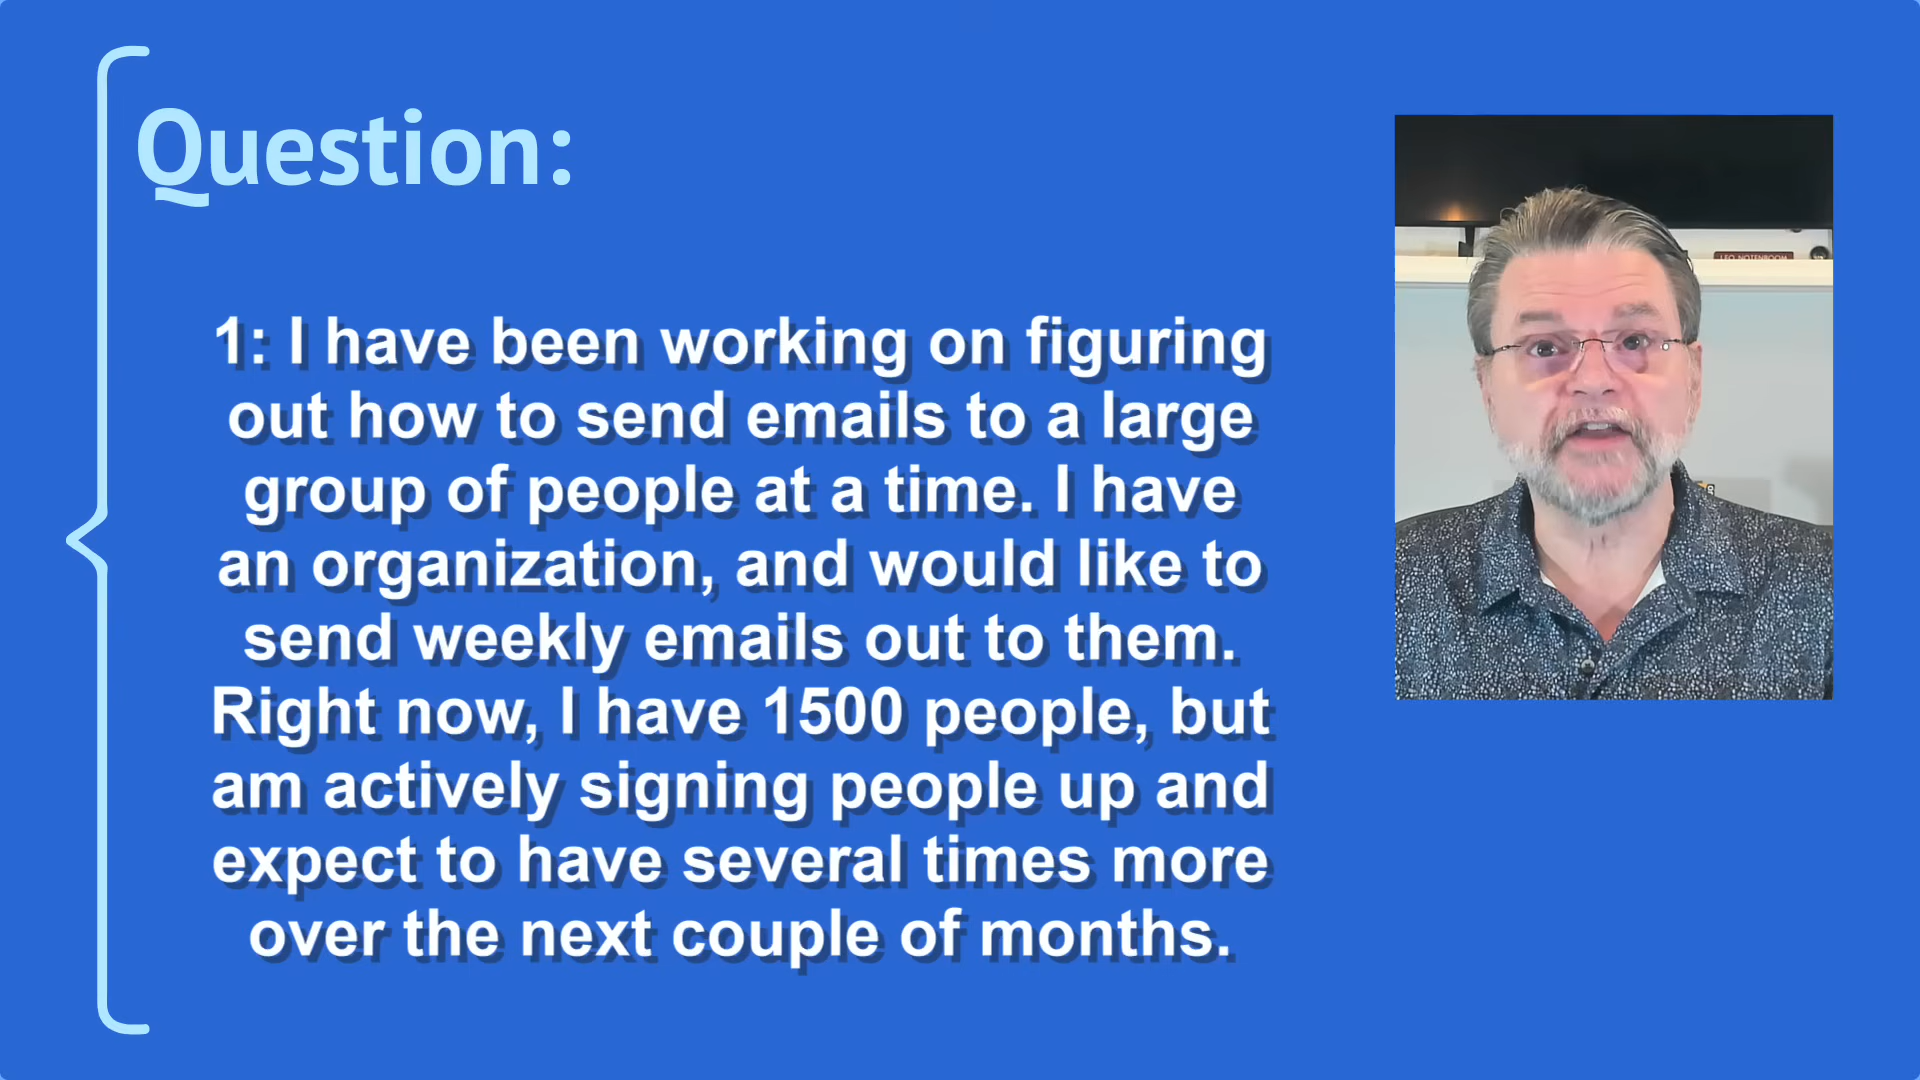 Question:
1: I have been working on figuring
out how to send emails to a large
group of people at a time. I have
an organization, and would like to
send weekly emails out to them.
Right now, I have 1500 people, but
am actively signing people up and
expect to have several times more
over the next couple of months.
LEO NOTENBOOM